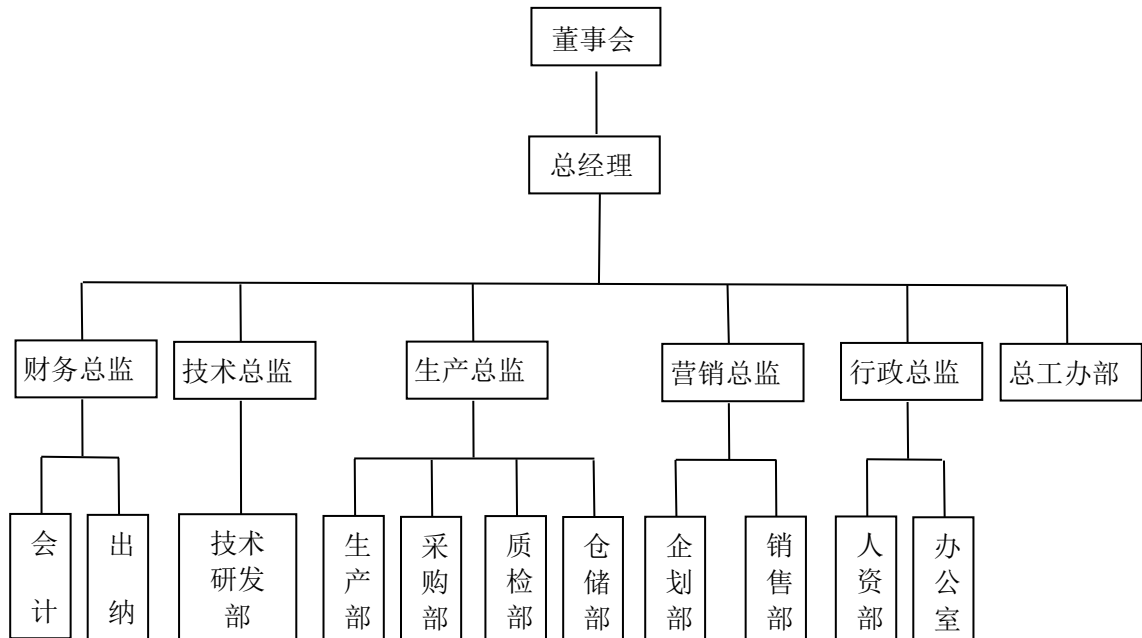 董事会
总经理
财务总监
技术总监
生产总监
营销总监
行政总监
总工办部
会计
出纳
技术
研发
部
生产部
采购部
质检部
仓储部
企划部
销售部
人资部
办公室